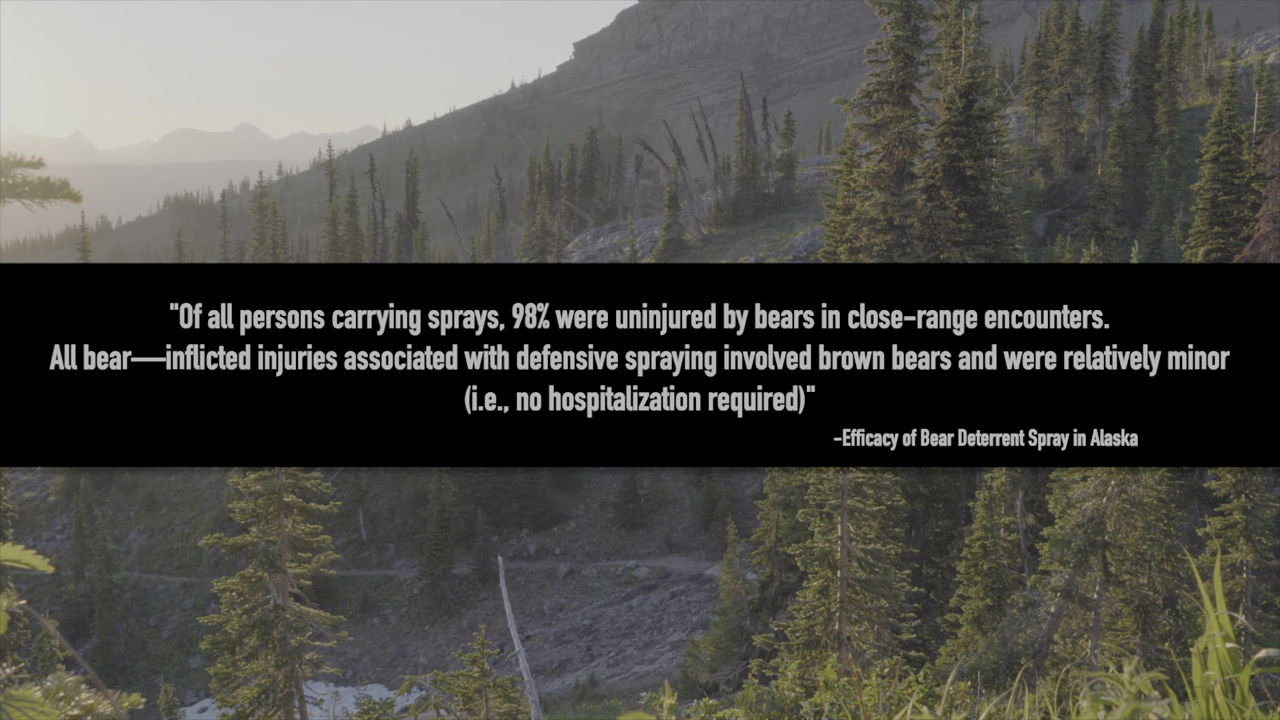 "Of all persons carrying sprays, 98% were uninjured by bears in close-range encounters.
All bear—inflicted injuries associated with defensive spraying involved brown bears and were relatively minor
(i.e., no hospitalization required)"
-Efficacy of Bear Deterrent Spray in Alaska